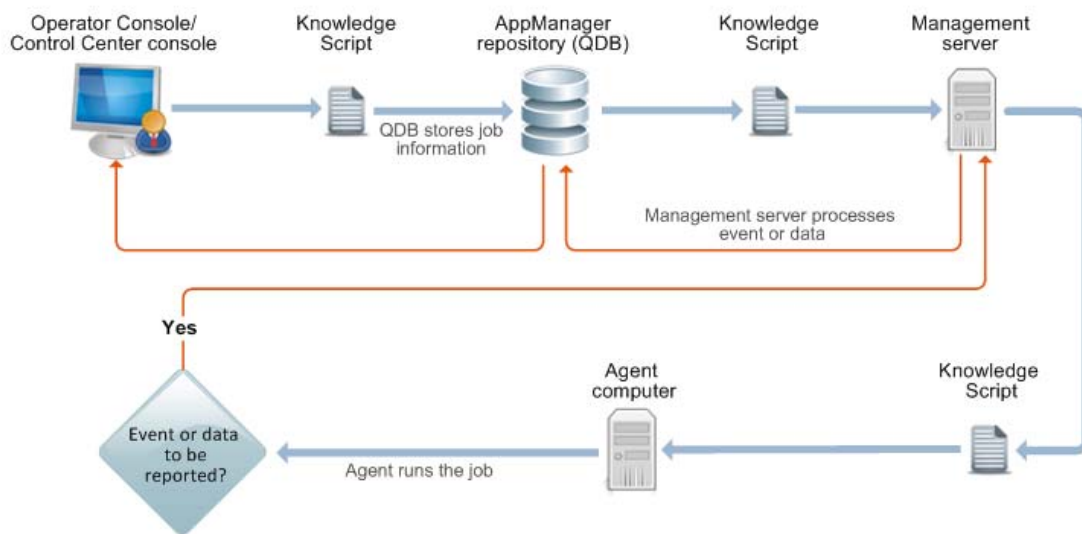 Operator Console/
Control Center console
Knowledge
Script
AppManager
repository (QDB)
Knowledge
Script
Management
server
QDB stores job
information
Management server processes
event or data
Yes
Agent
computer
Knowledge
Script
Event or data
to be
reported?
Agent runs the job